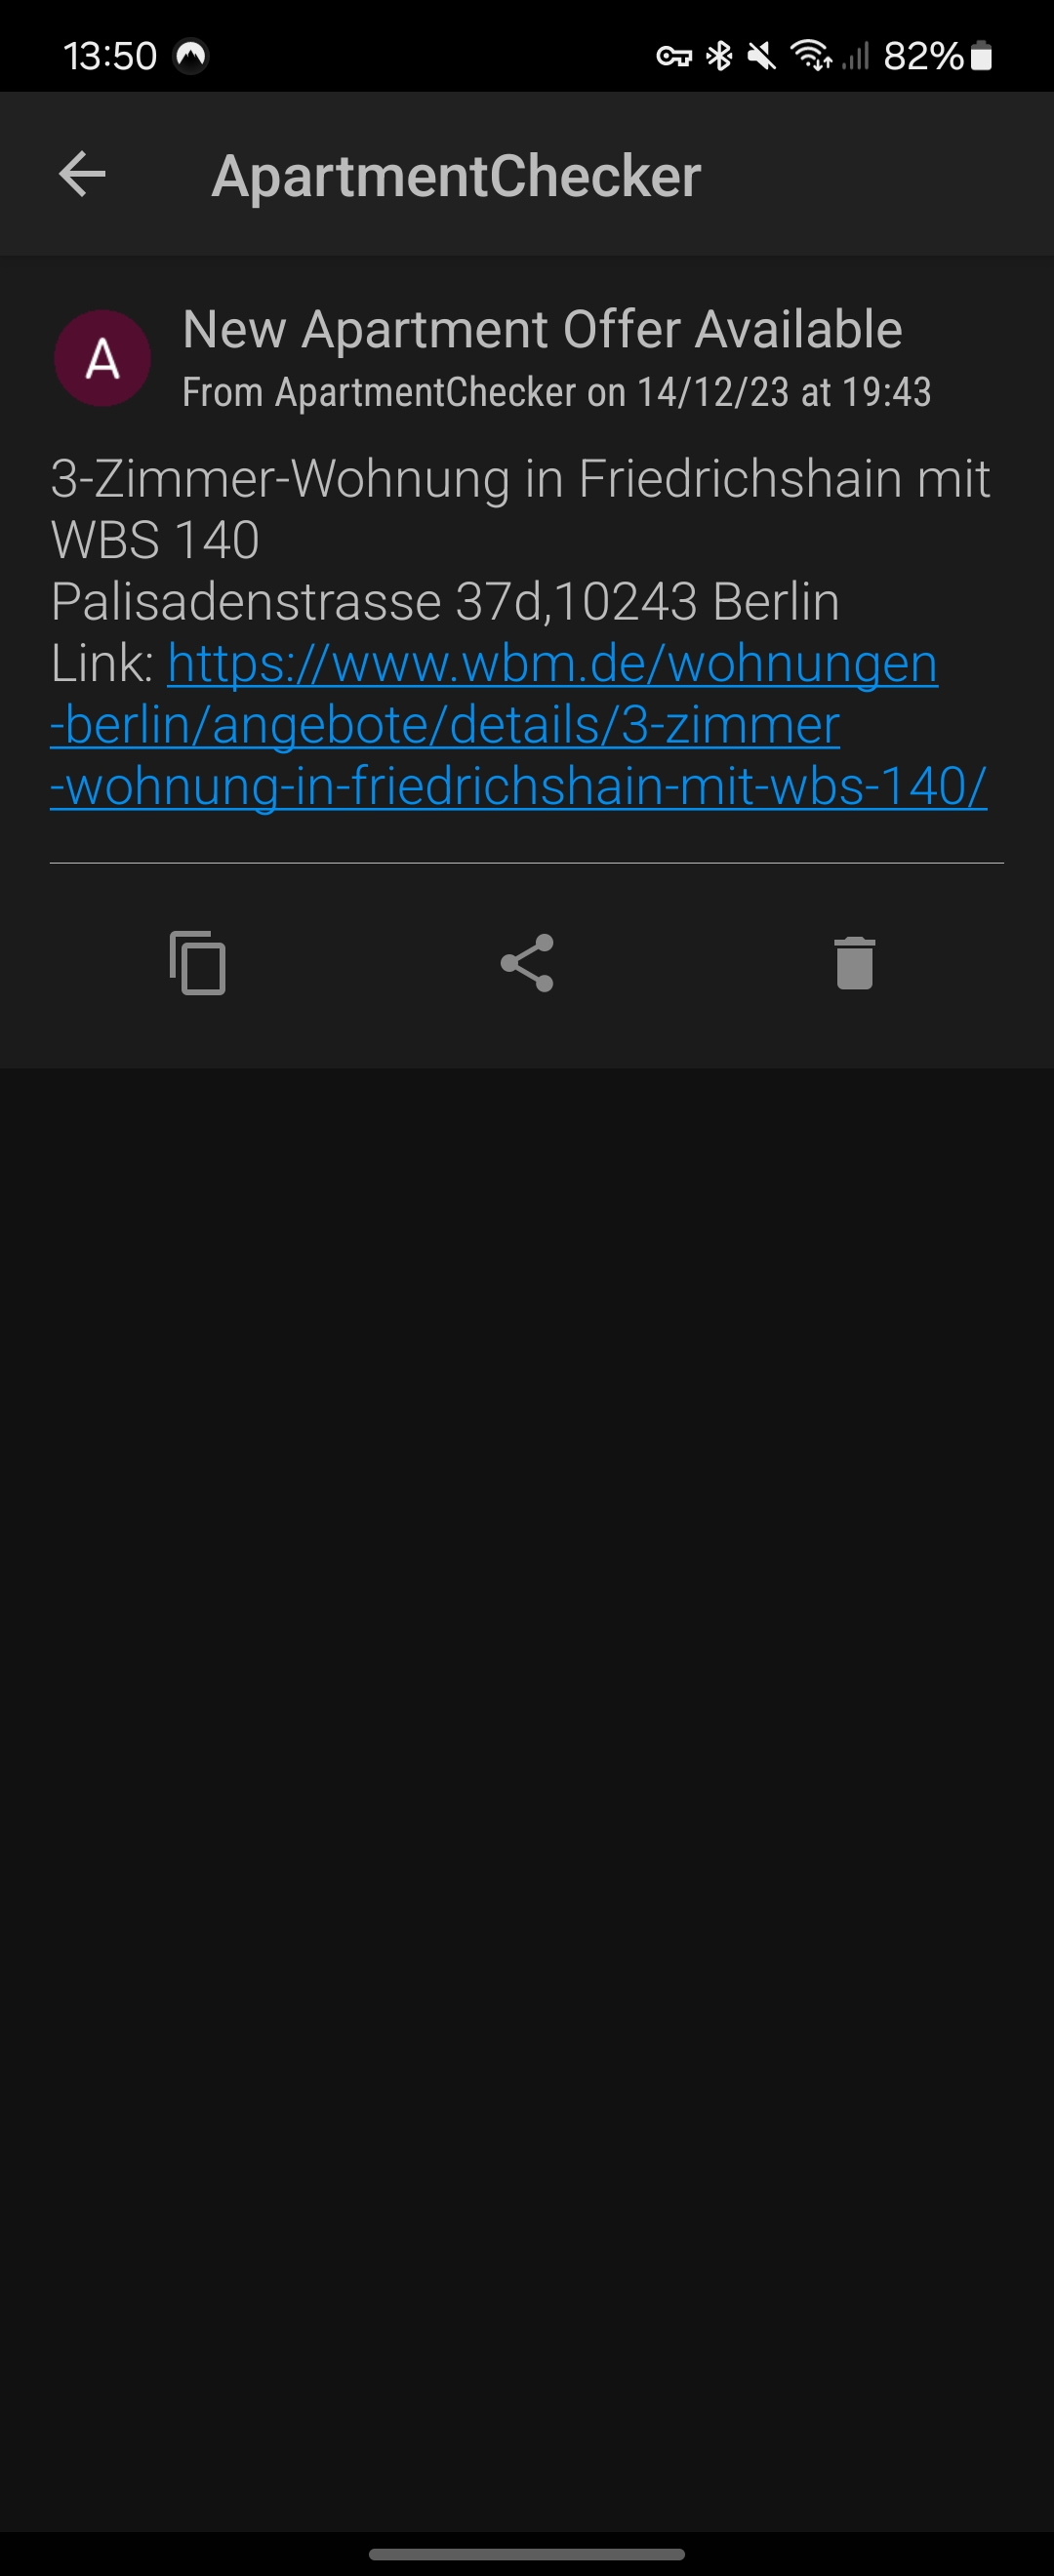 13:50
82%
ApartmentChecker
A
New Apartment Offer Available
From ApartmentChecker on 14/12/23 at 19:43
3-Zimmer-Wohnung in Friedrichshain mit
WBS 140
Palisadenstrasse 37d,10243 Berlin
Link: https://www.wbm.de/wohnungen
-berlin/angebote/details/3-zimmer
-wohnung-in-friedrichshain-mit-wbs-140/